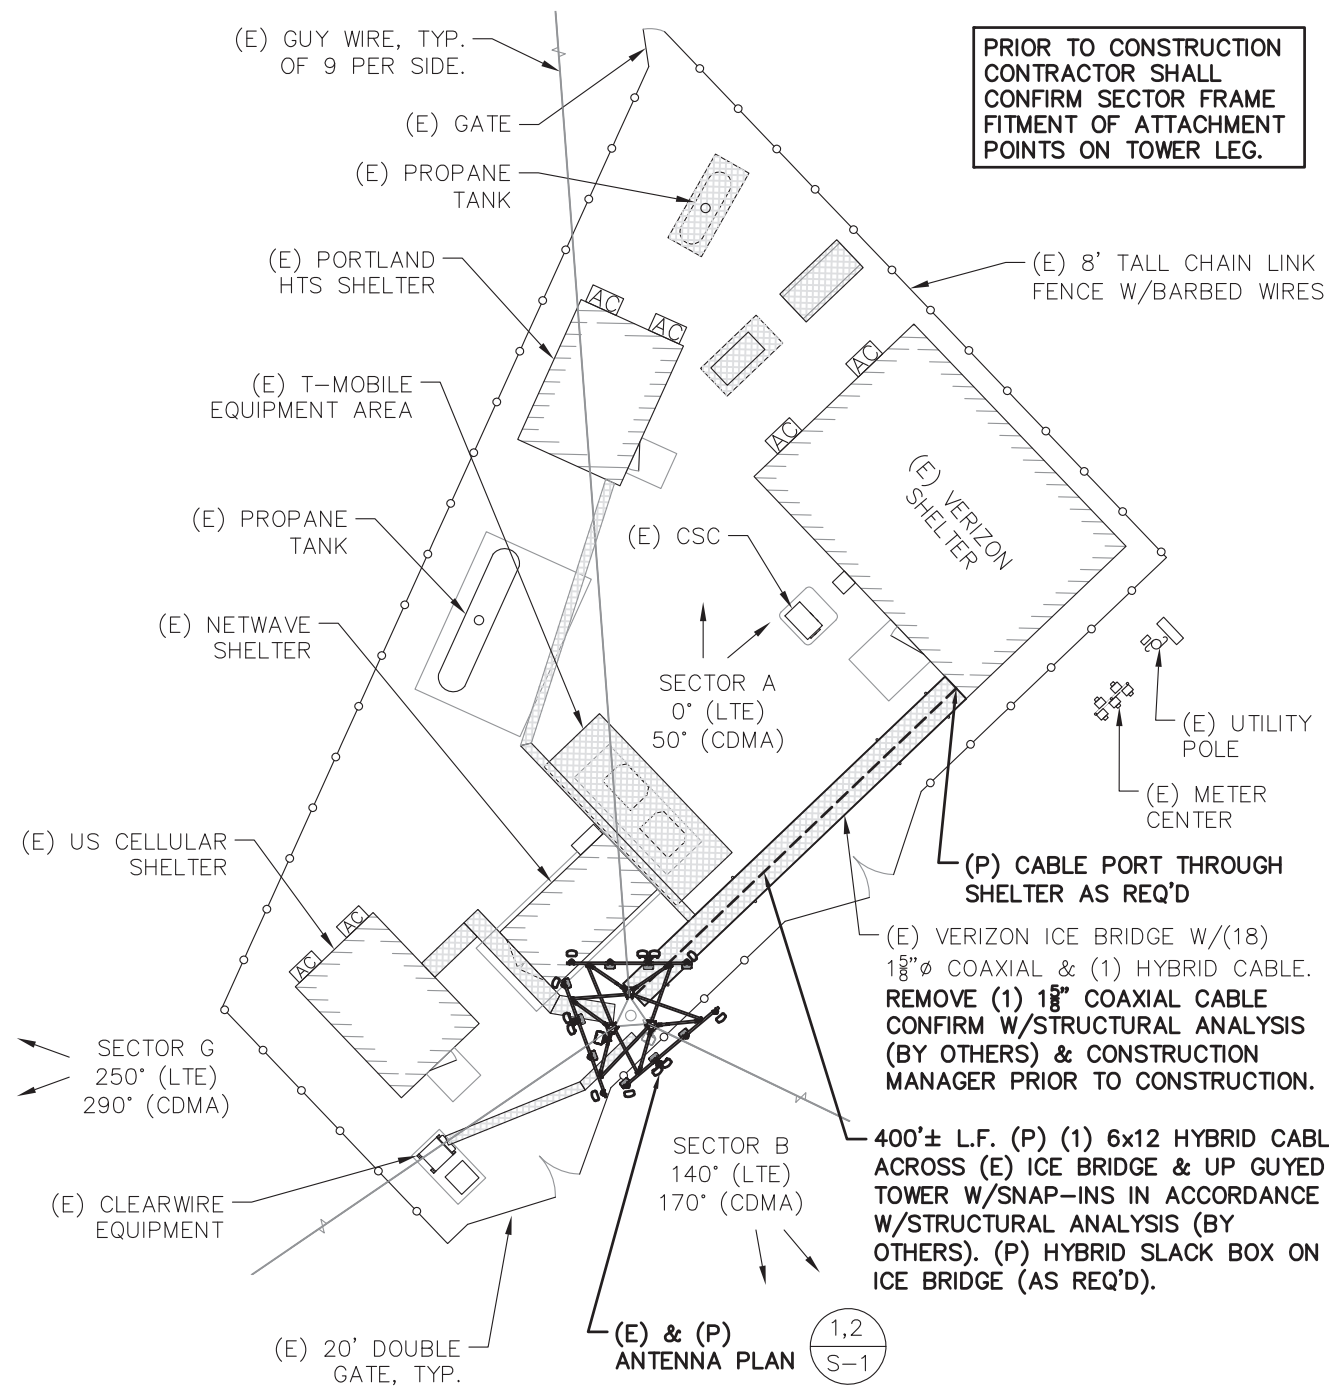 (E) GUY WIRE, TYP.
OF 9 PER SIDE.
PRIOR TO CONSTRUCTION
CONTRACTOR SHALL
CONFIRM SECTOR FRAME
FITMENT OF ATTACHMENT
POINTS ON TOWER LEG.
(E) GATE
(E) PROPANE
TANK
(E) PORTLAND
HTS SHELTER
(E) 8' TALL CHAIN LINK
FENCE W/BARBED WIRES
AC
AC
AC
AC
(E) T-MOBILE
EQUIPMENT AREA
(E) VERIZON
SHELTER
(E) PROPANE
TANK
(E) CSC
(E) NETWAVE
SHELTER
SECTOR A
0° (LTE)
50° (CDMA)
(E) UTILITY
POLE
(E) METER
CENTER
(E) US CELLULAR
SHELTER
(P) CABLE PORT THROUGH
SHELTER AS REQ'D
AC
AC
(E) VERIZON ICE BRIDGE W/(18)
1⅝"ø COAXIAL & (1) HYBRID CABLE.
REMOVE (1) 1⅝" COAXIAL CABLE
CONFIRM W/STRUCTURAL ANALYSIS
(BY OTHERS) & CONSTRUCTION
MANAGER PRIOR TO CONSTRUCTION.
SECTOR G
250° (LTE)
290° (CDMA)
400'± L.F. (P) (1) 6x12 HYBRID CABL
ACROSS (E) ICE BRIDGE & UP GUYED
TOWER W/SNAP-INS IN ACCORDANCE
W/STRUCTURAL ANALYSIS (BY
OTHERS). (P) HYBRID SLACK BOX ON
ICE BRIDGE (AS REQ'D).
SECTOR B
140° (LTE)
170° (CDMA)
(E) CLEARWIRE
EQUIPMENT
(E) 20' DOUBLE
GATE, TYP.
(E) & (P)
ANTENNA PLAN
1,2
S-1